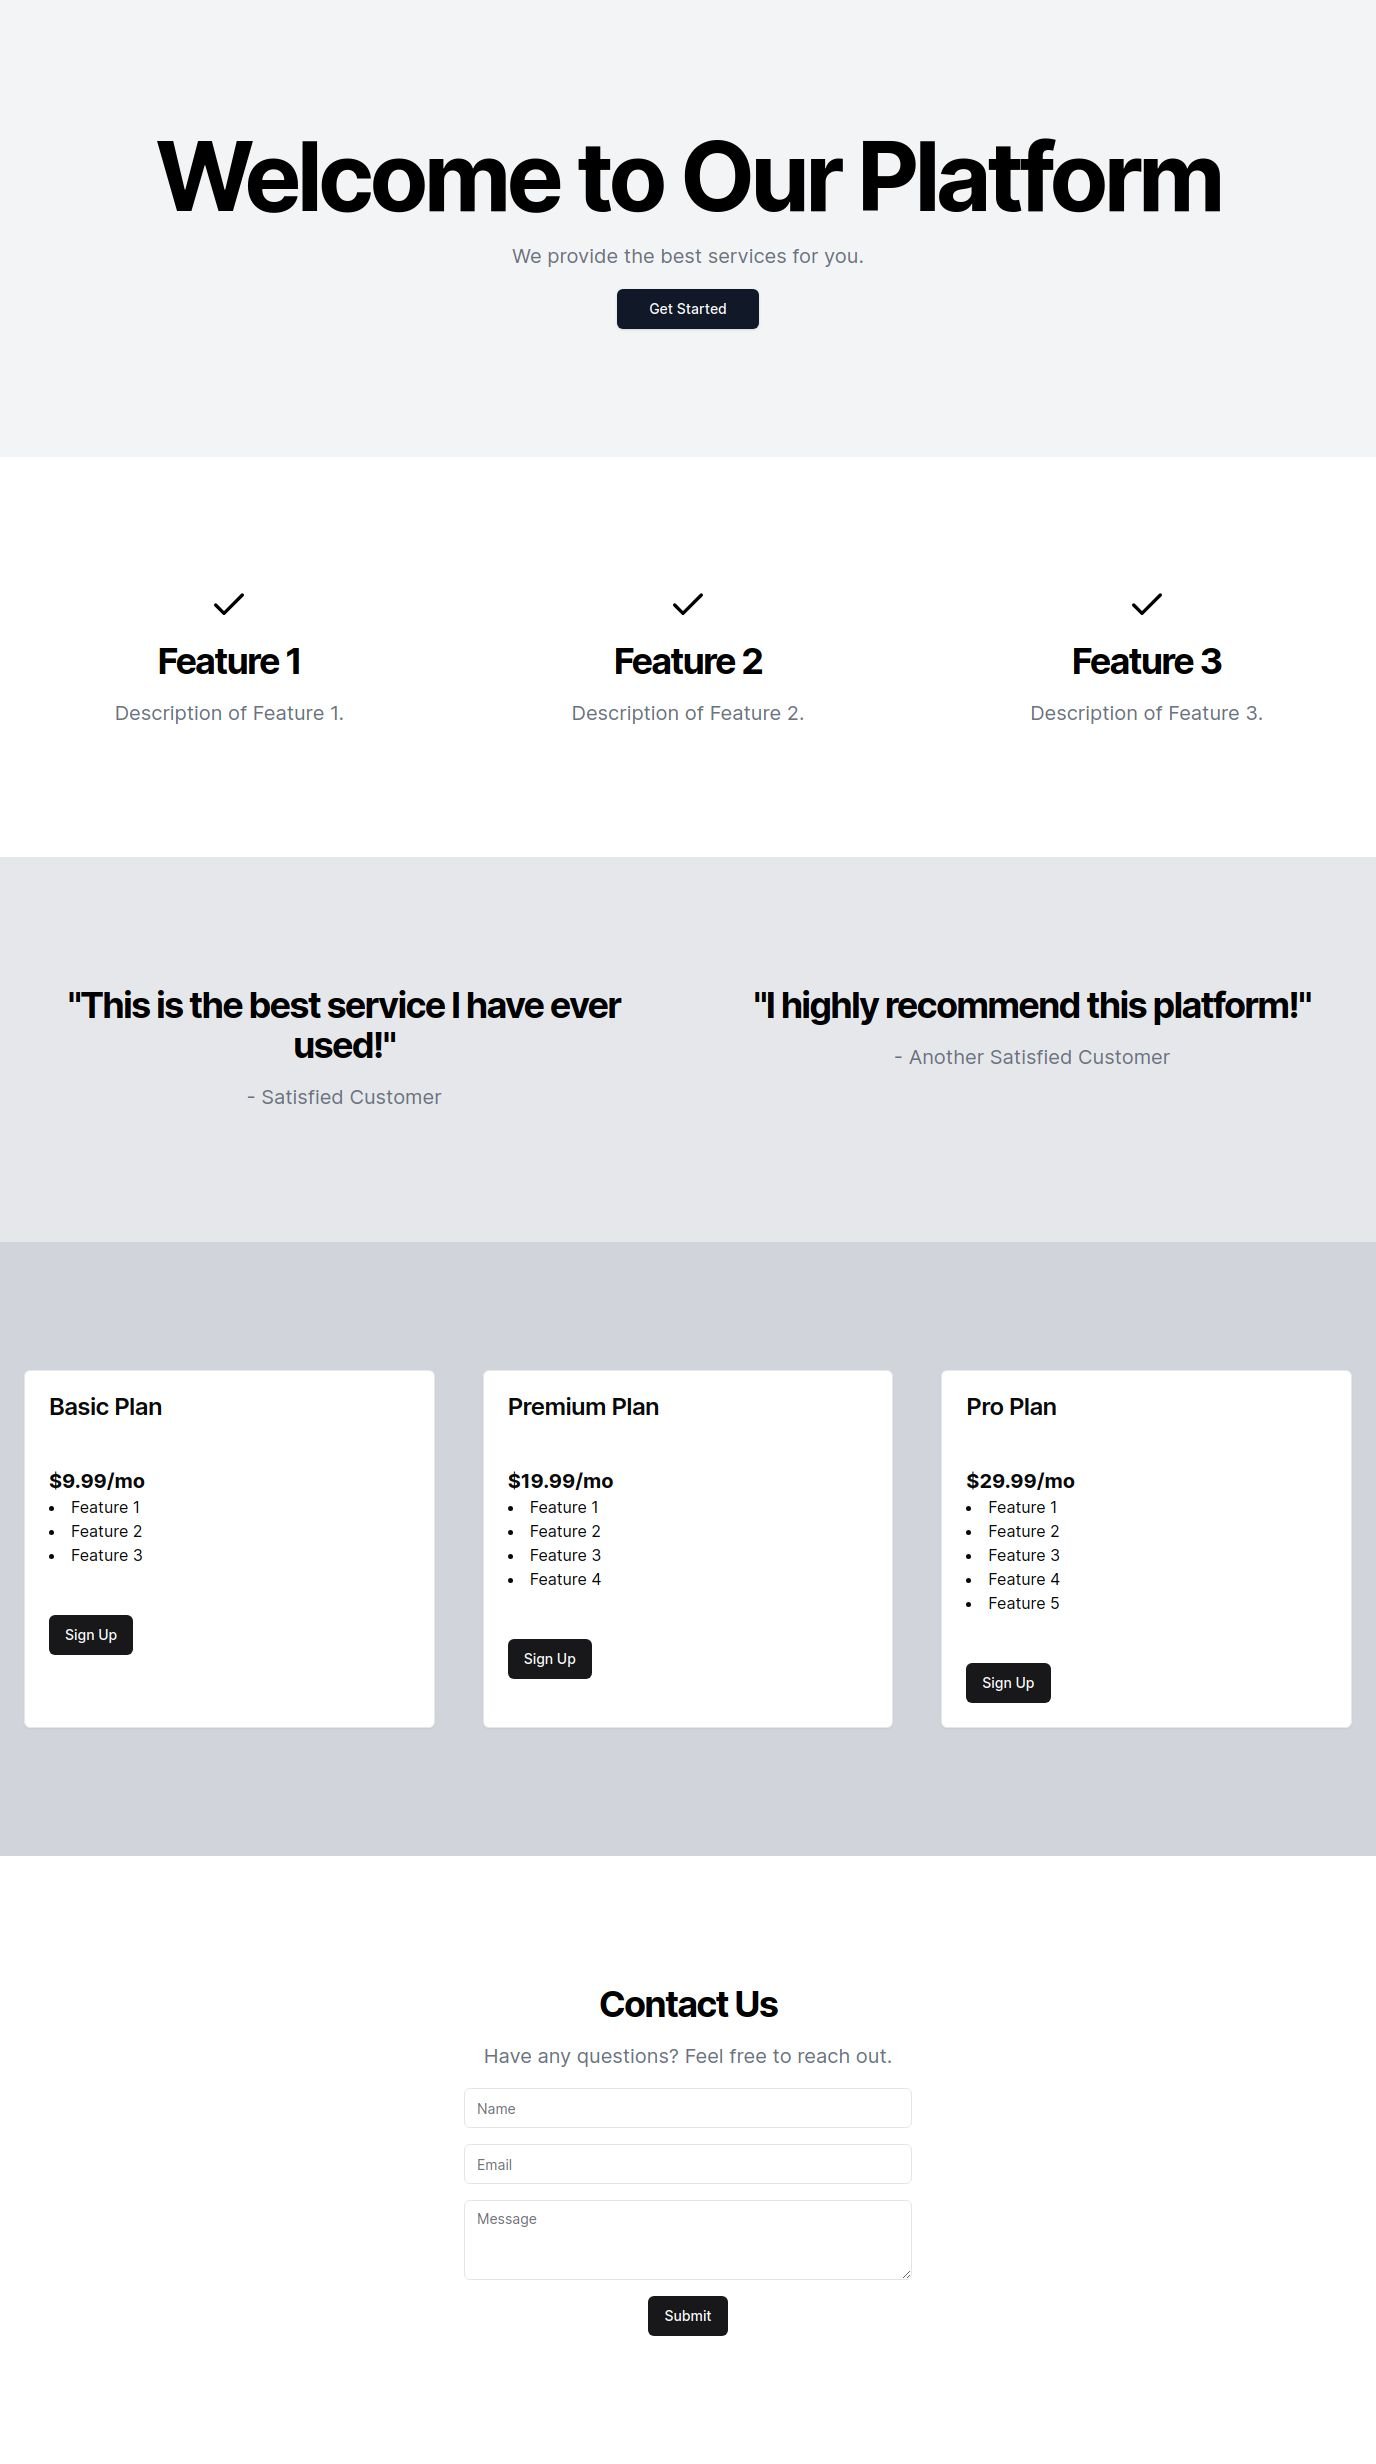 Welcome to Our Platform
We provide the best services for you.
Get Started
Feature 1
Description of Feature 1.
Feature 2
Description of Feature 2.
Feature 3
Description of Feature 3.
"This is the best service I have ever
used!"
- Satisfied Customer
"I highly recommend this platform!"
- Another Satisfied Customer
Basic Plan
$9.99/mo
• Feature 1
• Feature 2
• Feature 3
Sign Up
Premium Plan
$19.99/mo
• Feature 1
• Feature 2
• Feature 3
• Feature 4
Sign Up
Pro Plan
$29.99/mo
• Feature 1
• Feature 2
• Feature 3
• Feature 4
• Feature 5
Sign Up
Contact Us
Have any questions? Feel free to reach out.
Name
Email
Message
Submit